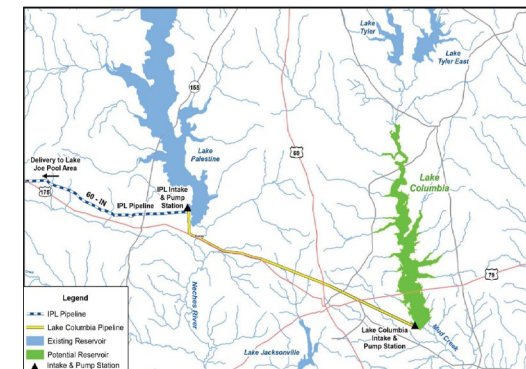 Lake
Tyler
Lake
Tyler East
155
Lake
Palestine
69
Delivery to Lake
Joe Pool Area
175
60 - IN
IPL Pipeline
IPL Intake
& Pump
Station
Lake
Columbia
79
Neches River
Mud Creek
Lake Columbia
Intake &
Pump Station
Lake Jacksonville
Legend
IPL Pipeline
Lake Columbia Pipeline
Existing Reservoir
Potential Reservoir
Intake & Pump Station